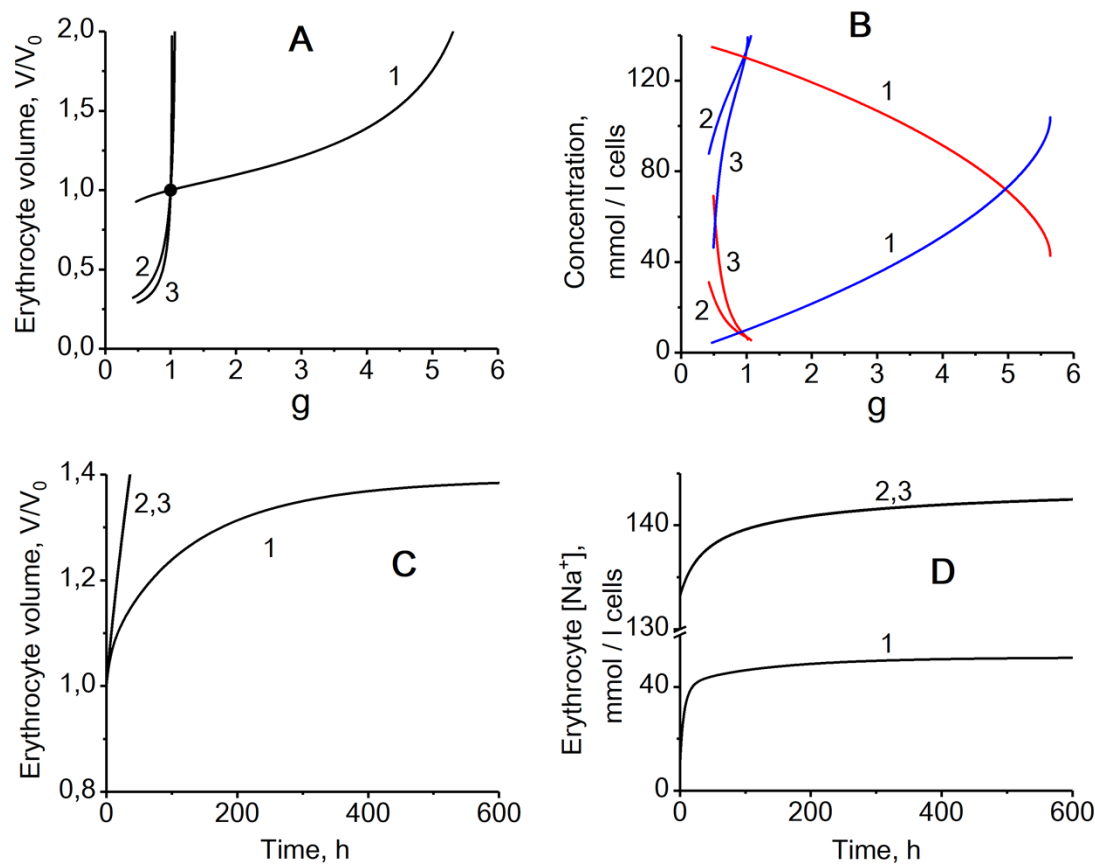 A
Erythrocyte volume, V/V₀
2,0
1,5
1,0
0,5
0,0
1
2
3
0 1 2 3 4 5 6
g
B
Concentration,
mmol / l cells
120
80
40
0
1
2
3
1
3
2
0 1 2 3 4 5 6
g
C
Erythrocyte volume, V/V₀
1,4
1,2
1,0
0,8
2,3
1
0 200 400 600
Time, h
D
Erythrocyte [Na⁺],
mmol / l cells
140
130
40
0
2,3
1
0 200 400 600
Time, h